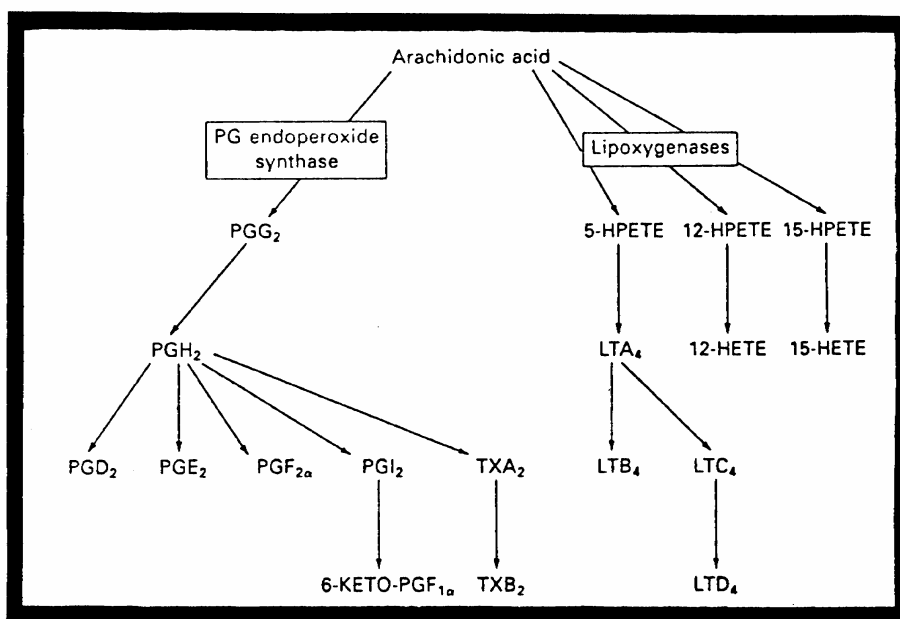 Arachidonic acid
PG endoperoxide
synthase
Lipoxygenases
PGG₂
5-HPETE 12-HPETE 15-HPETE
PGH₂
LTA₄ 12-HETE 15-HETE
PGD₂ PGE₂ PGF₂α PGI₂ TXA₂ LTB₄ LTC₄
6-KETO-PGF₁α TXB₂ LTD₄